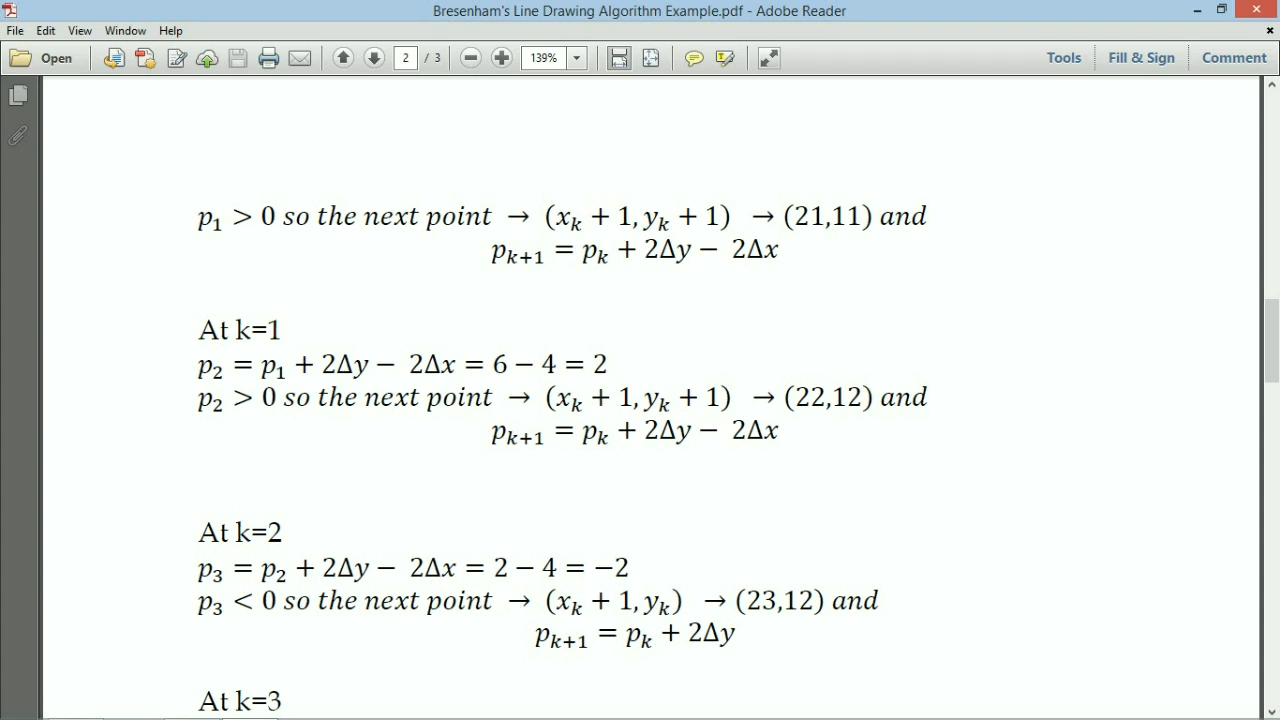 Bresenham's Line Drawing Algorithm Example.pdf - Adobe Reader
File Edit View Window Help
Open 2 / 3 139% Tools Fill & Sign Comment
p₁ > 0 so the next point → (xₖ + 1, yₖ + 1) → (21,11) and
pₖ₊₁ = pₖ + 2Δy − 2Δx
At k=1
p₂ = p₁ + 2Δy − 2Δx = 6 − 4 = 2
p₂ > 0 so the next point → (xₖ + 1, yₖ + 1) → (22,12) and
pₖ₊₁ = pₖ + 2Δy − 2Δx
At k=2
p₃ = p₂ + 2Δy − 2Δx = 2 − 4 = −2
p₃ < 0 so the next point → (xₖ + 1, yₖ) → (23,12) and
pₖ₊₁ = pₖ + 2Δy
At k=3